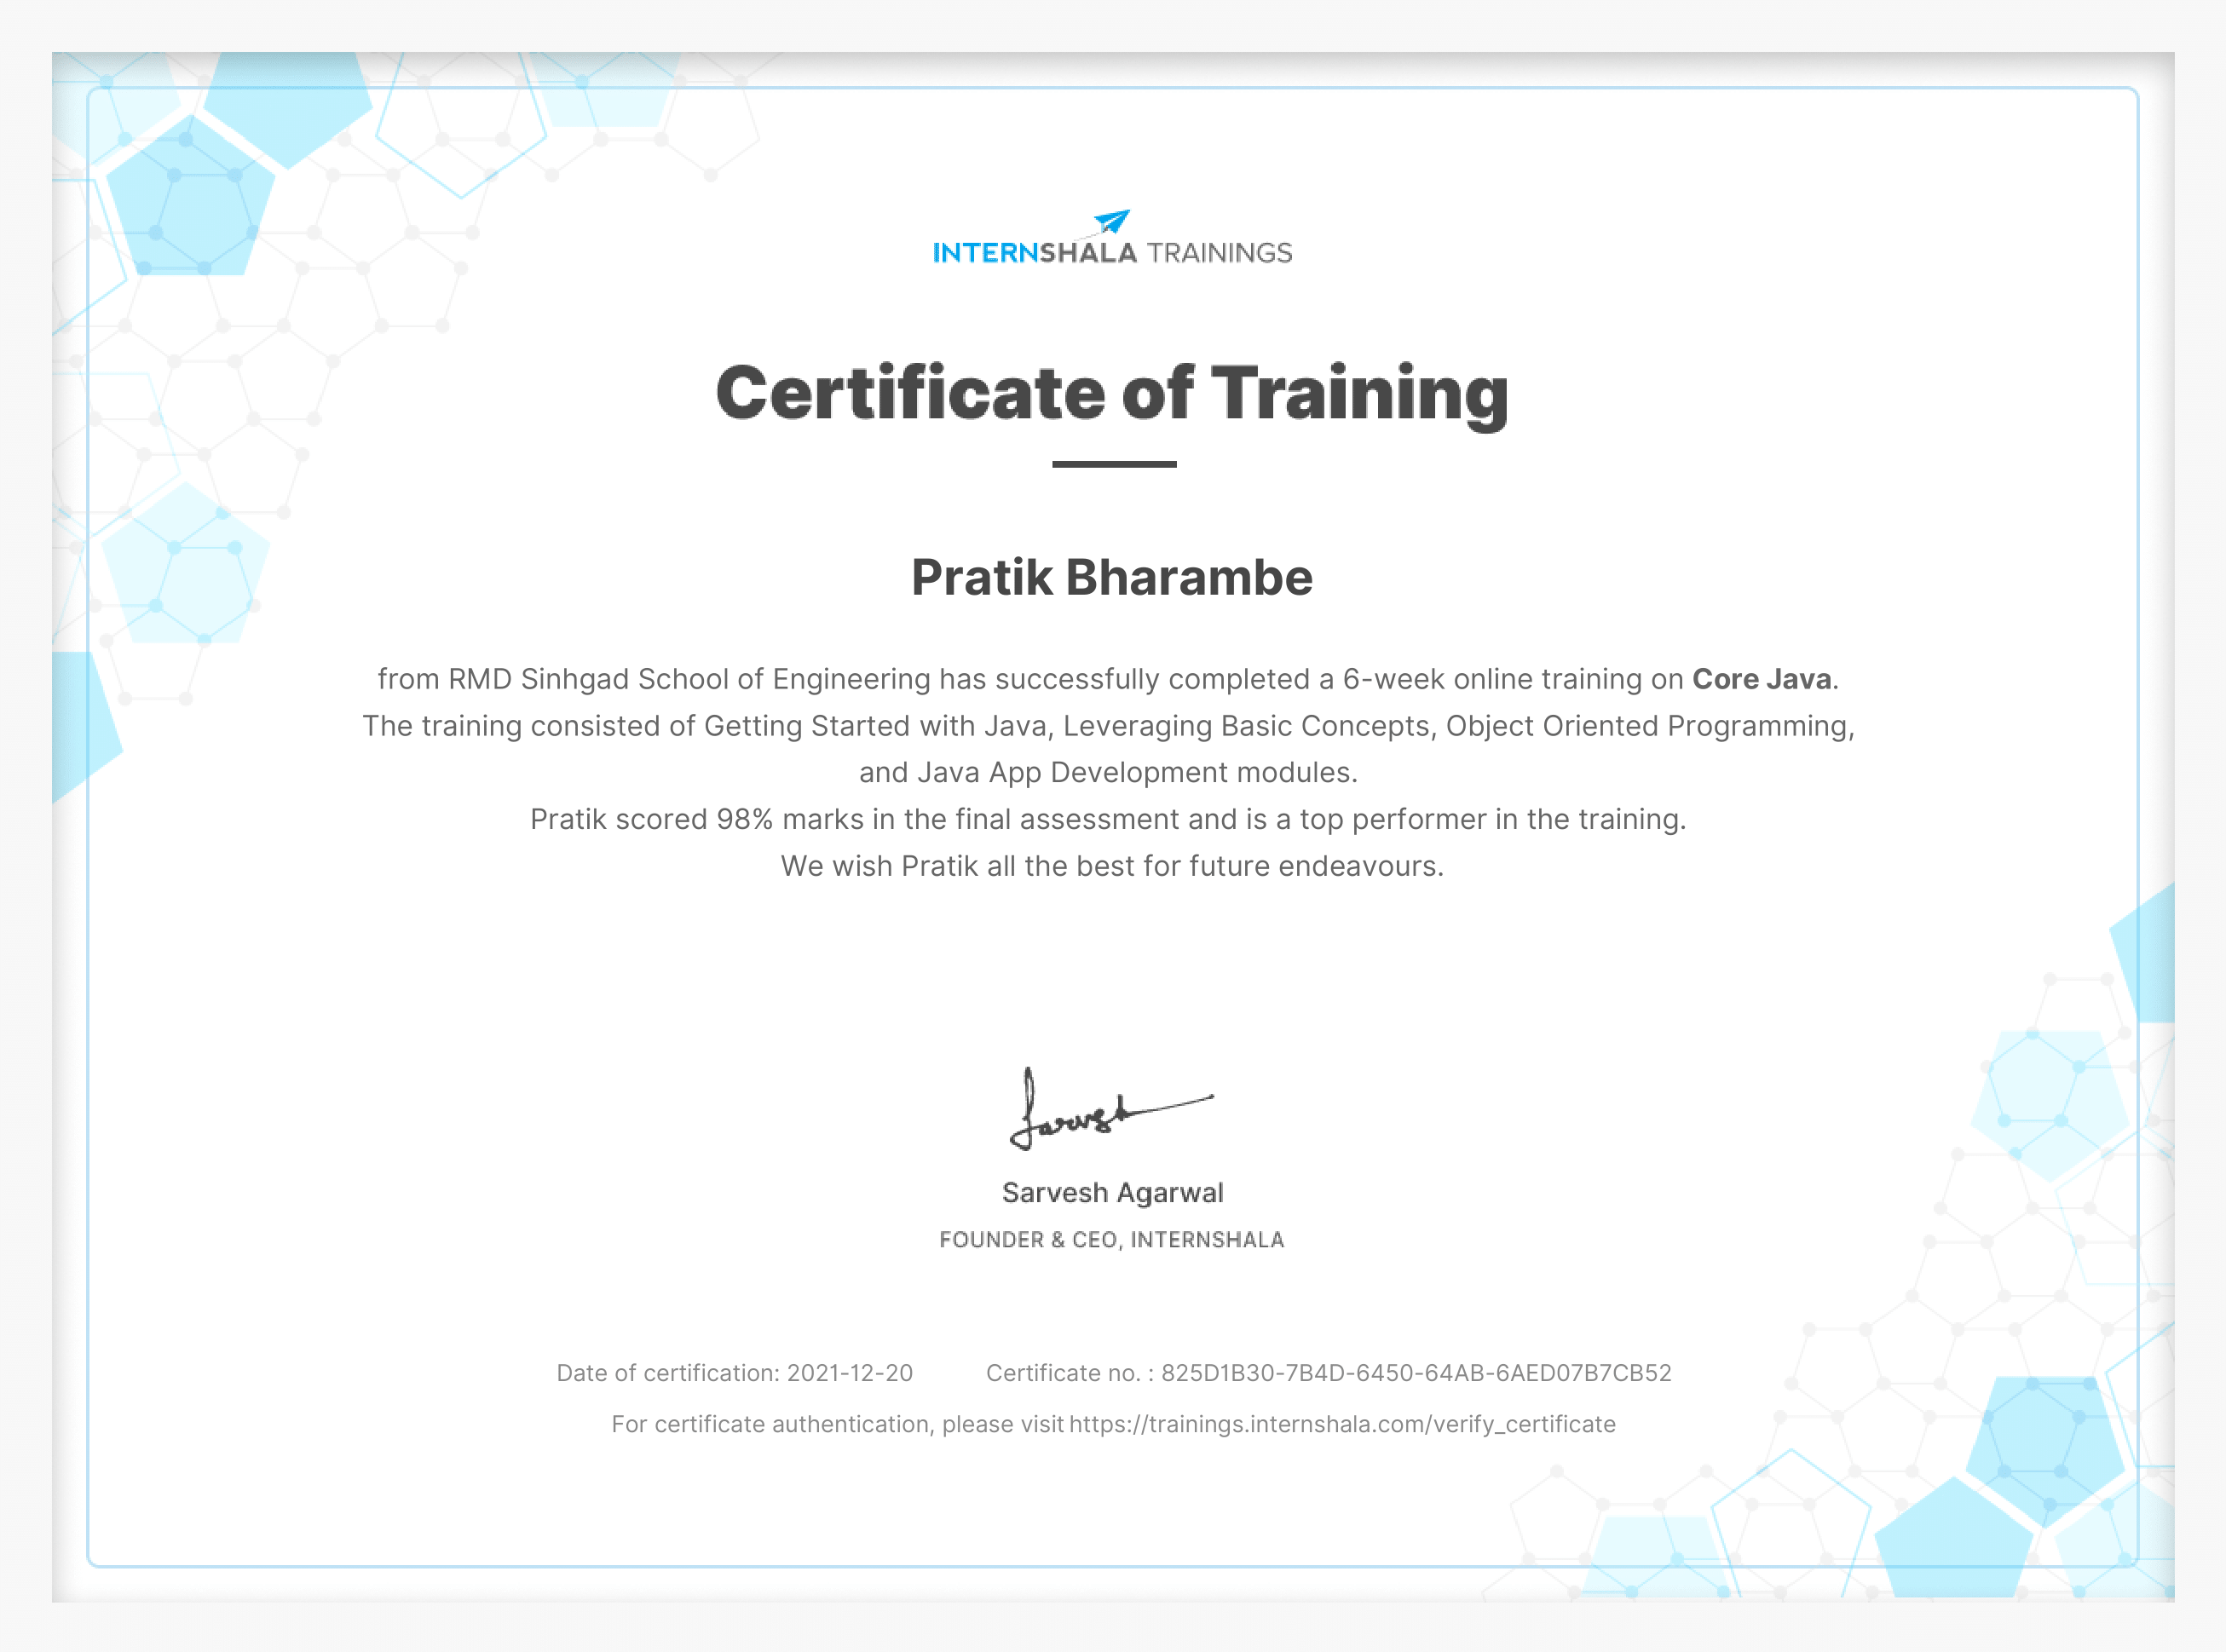 INTERNSHALA TRAININGS
Certificate of Training
Pratik Bharambe
from RMD Sinhgad School of Engineering has successfully completed a 6-week online training on Core Java.
The training consisted of Getting Started with Java, Leveraging Basic Concepts, Object Oriented Programming,
and Java App Development modules.
Pratik scored 98% marks in the final assessment and is a top performer in the training.
We wish Pratik all the best for future endeavours.
Sarvesh
Sarvesh Agarwal
FOUNDER & CEO, INTERNSHALA
Date of certification: 2021-12-20 Certificate no. : 825D1B30-7B4D-6450-64AB-6AED07B7CB52
For certificate authentication, please visit https://trainings.internshala.com/verify_certificate